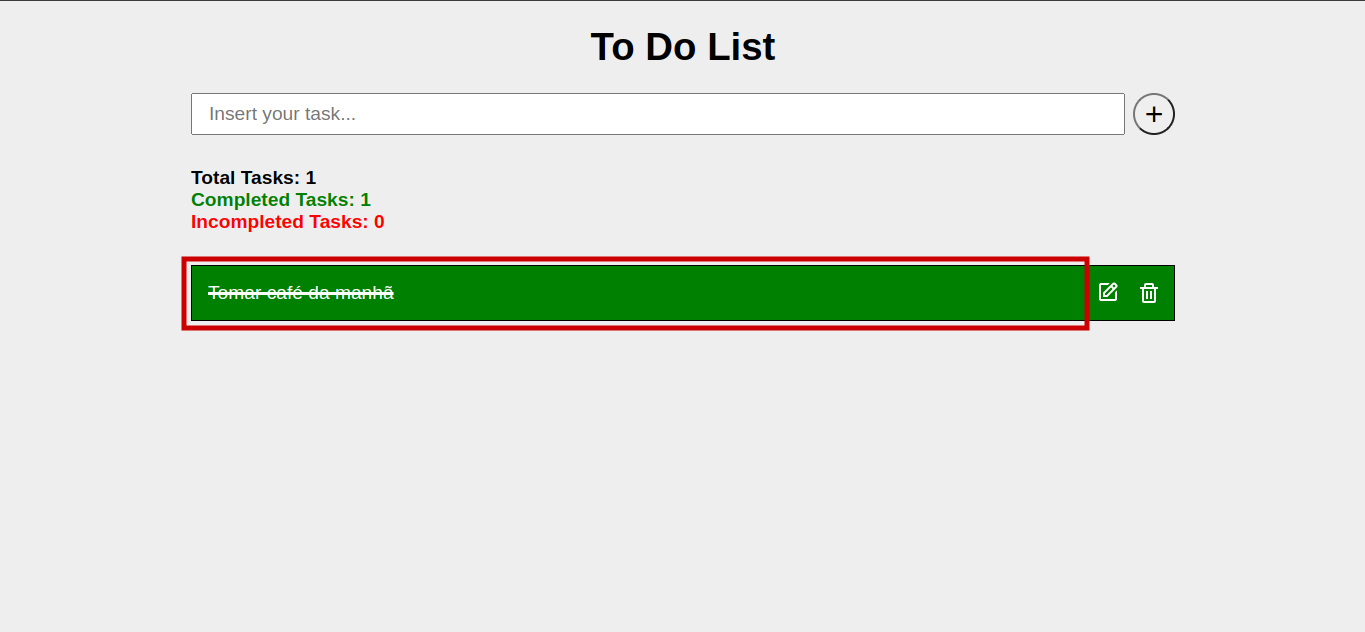 To Do List
Insert your task...
+
Total Tasks: 1
Completed Tasks: 1
Incompleted Tasks: 0
Tomar café da manhã